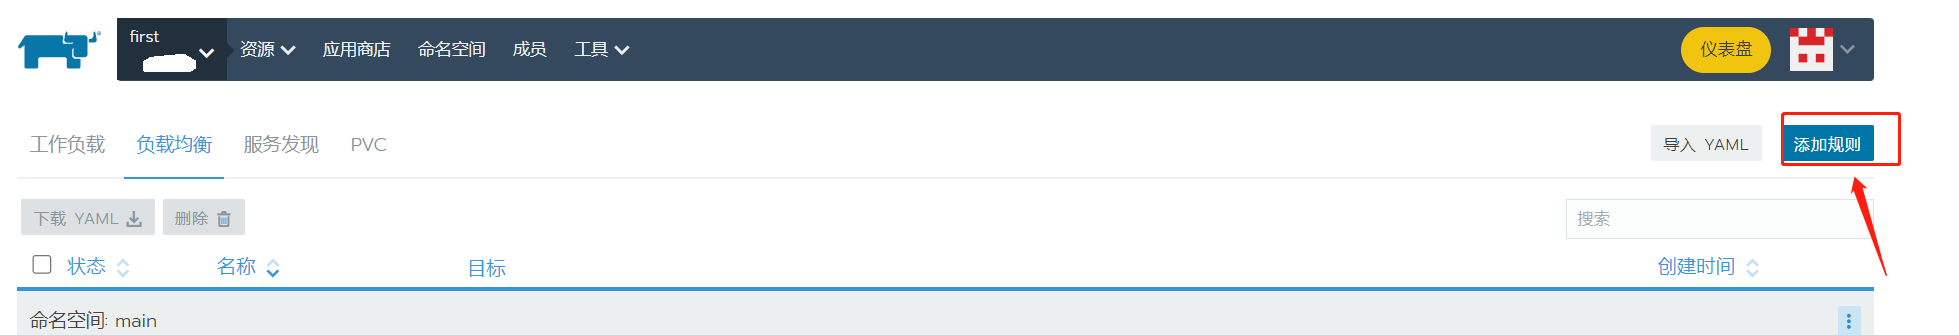 first
资源 应用商店 命名空间 成员 工具 仪表盘
工作负载 负载均衡 服务发现 PVC 导入 YAML 添加规则
下载 YAML 删除 搜索
状态 名称 目标 创建时间
命名空间: main